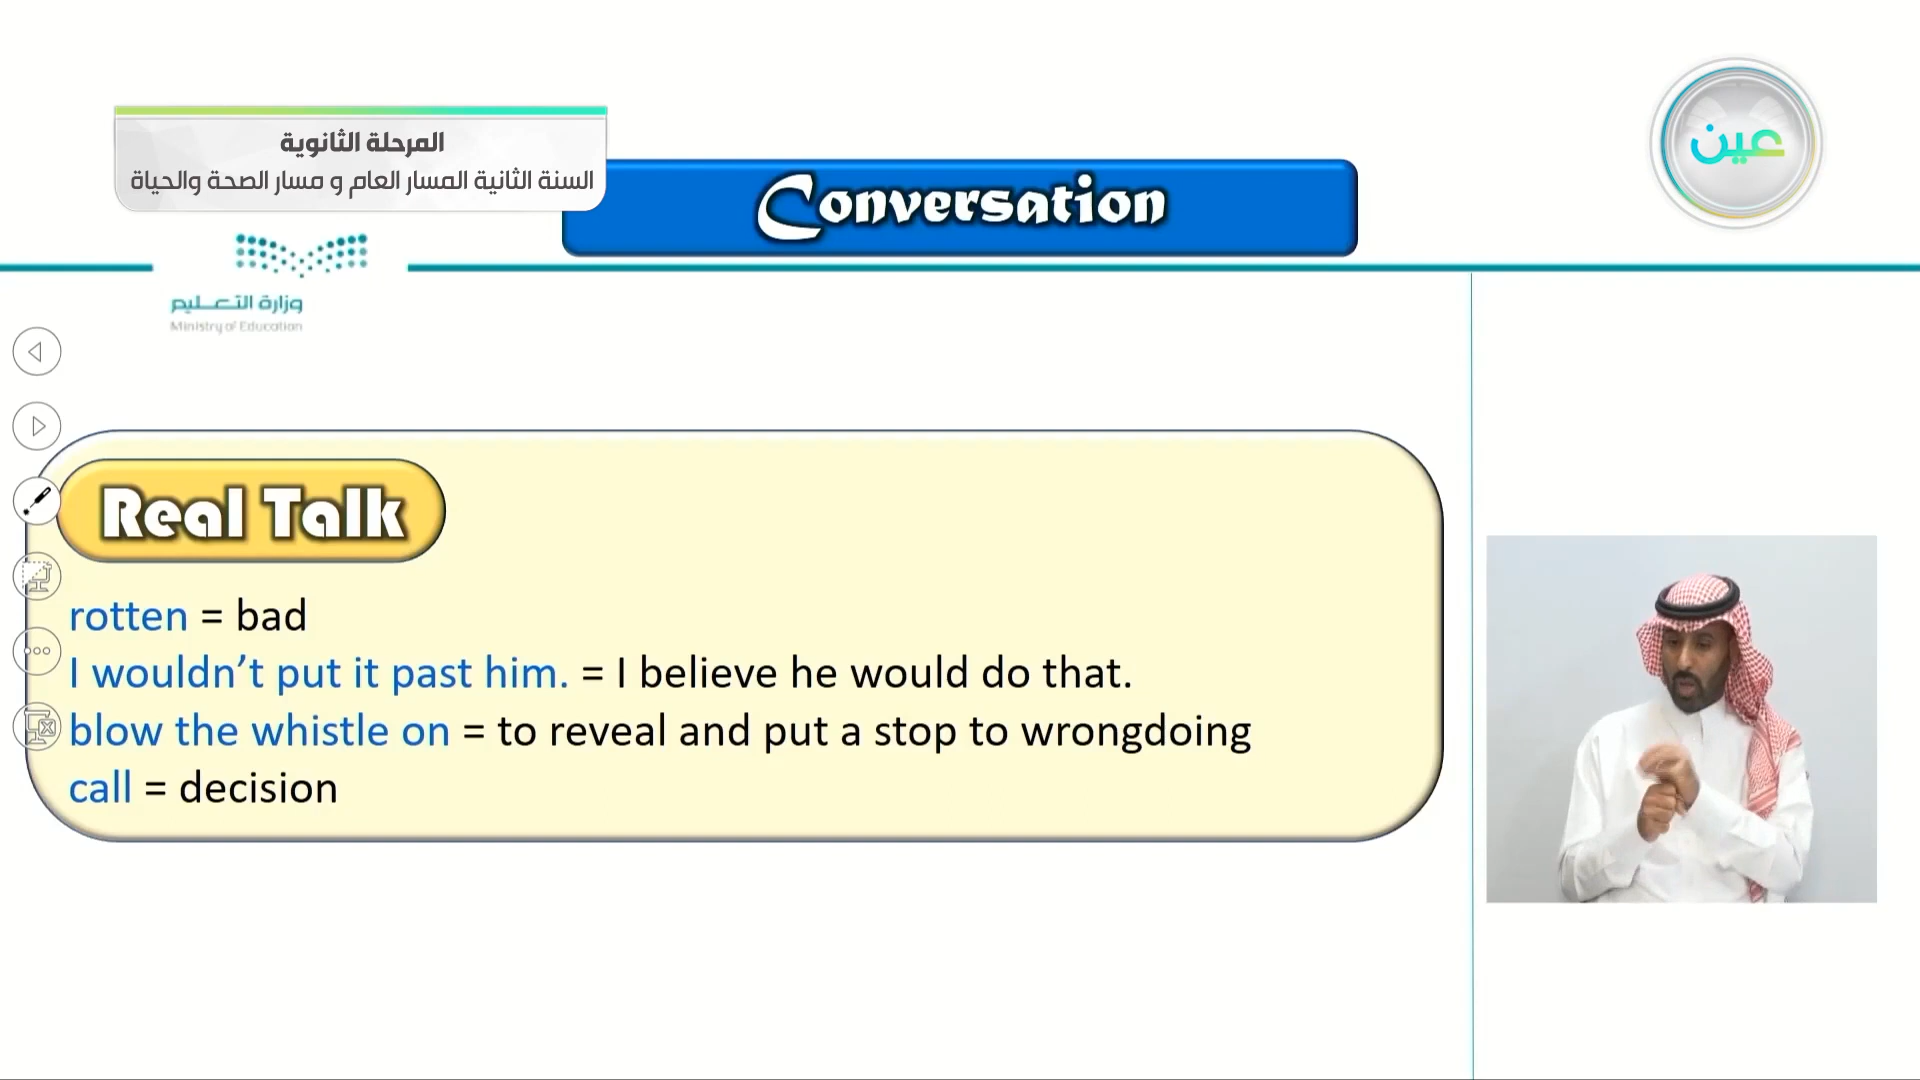 المرحلة الثانوية
السنة الثانية المسار العام و مسار الصحة والحياة
عين
Conversation
وزارة التعليم
Ministry of Education
Real Talk
rotten = bad
I wouldn’t put it past him. = I believe he would do that.
blow the whistle on = to reveal and put a stop to wrongdoing
call = decision